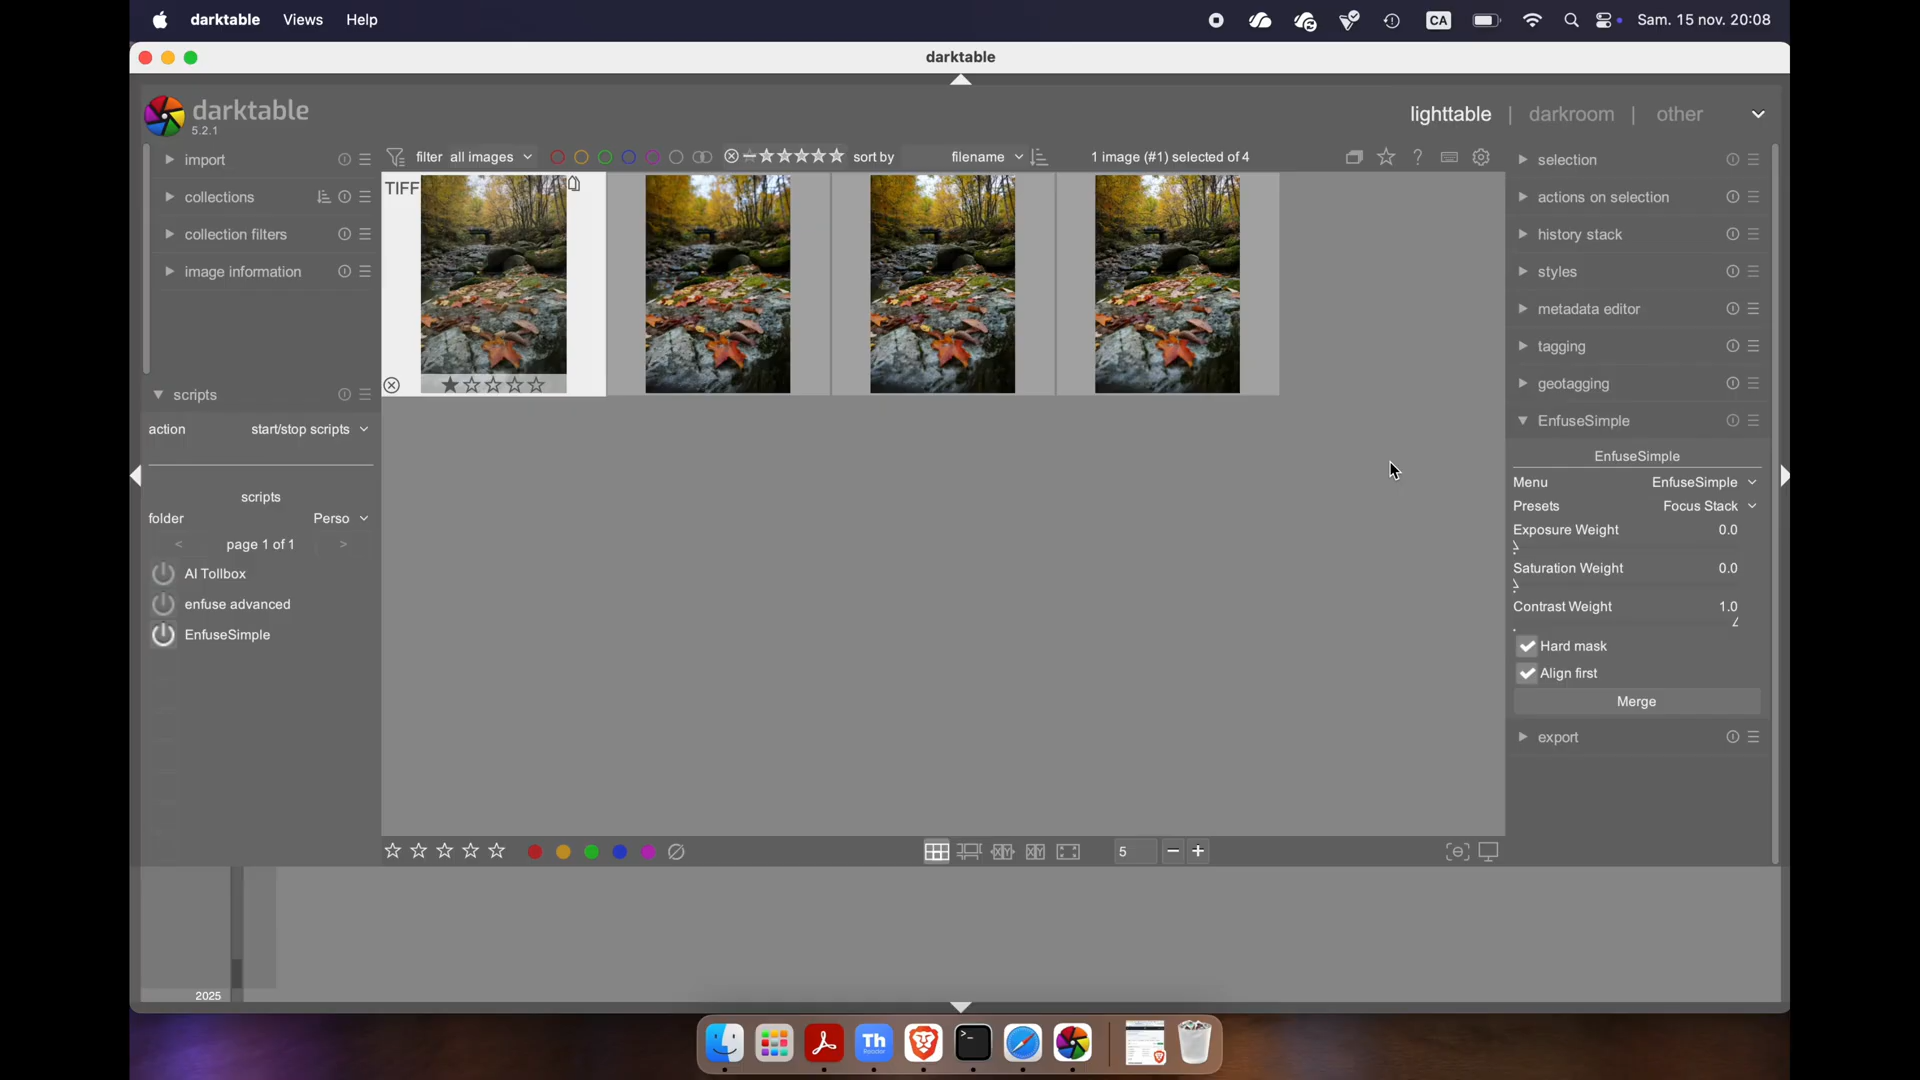 darktable Views Help CA Sam. 15 nov. 20:08
darktable
darktable
5.2.1
lighttable | darkroom | other
import
collections
collection filters
image information
filter all images sort by filename 1 image (#1) selected of 4
TIFF
scripts
action start/stop scripts
scripts
folder Perso
< page 1 of 1 >
AI Tollbox
enfuse advanced
EnfuseSimple
selection
actions on selection
history stack
styles
metadata editor
tagging
geotagging
EnfuseSimple
EnfuseSimple
Menu EnfuseSimple
Presets Focus Stack
Exposure Weight 0.0
Saturation Weight 0.0
Contrast Weight 1.0
Hard mask
Align first
Merge
export
5
2025
Th